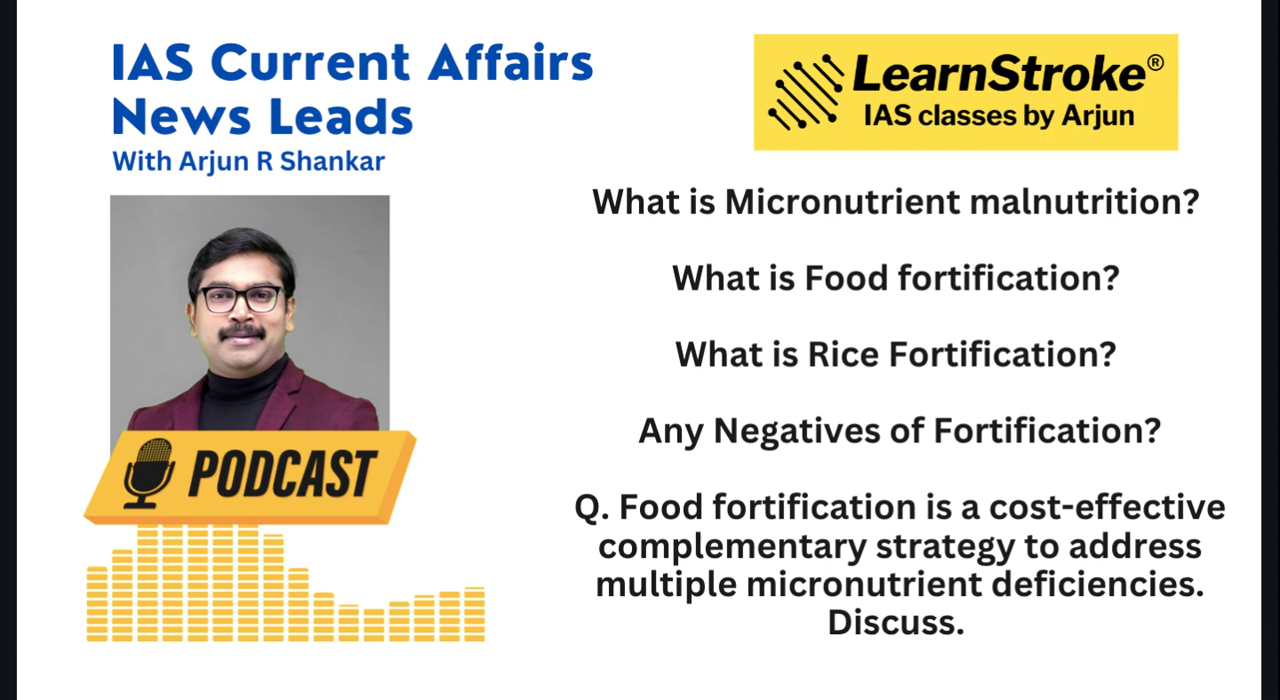 IAS Current Affairs
News Leads
With Arjun R Shankar
LearnStroke®
IAS classes by Arjun
PODCAST
What is Micronutrient malnutrition?
What is Food fortification?
What is Rice Fortification?
Any Negatives of Fortification?
Q. Food fortification is a cost-effective
complementary strategy to address
multiple micronutrient deficiencies.
Discuss.